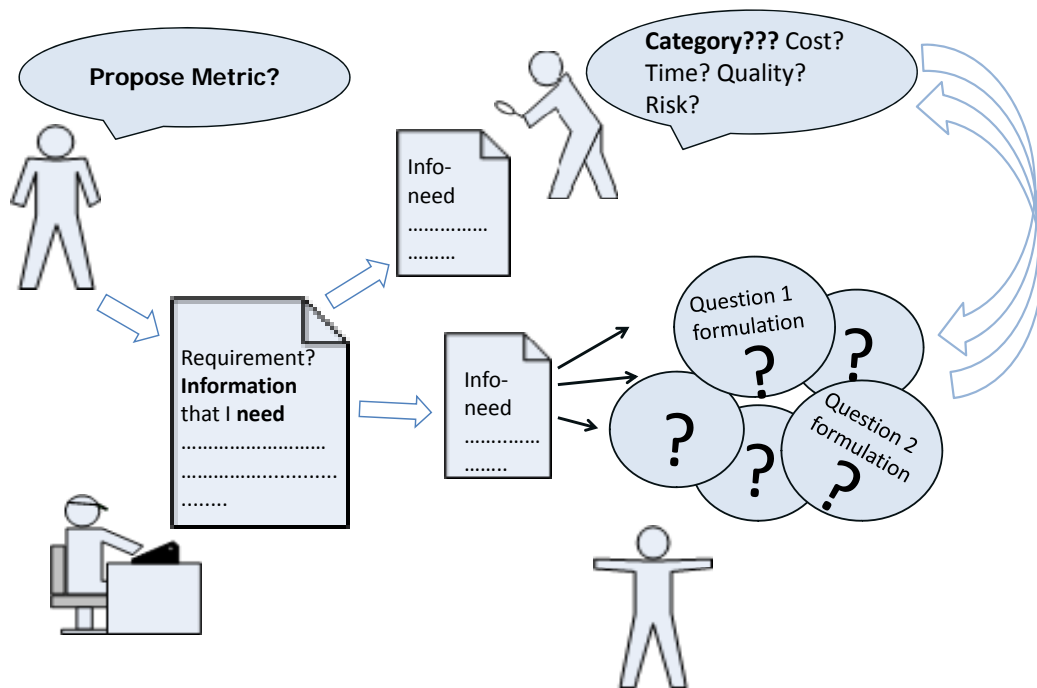 Propose Metric?
Category??? Cost?
Time? Quality?
Risk?
Info-
need
...............
.........
Requirement?
Information
that I need
..........................
............................
........
Info-
need
..............
........
Question 1
formulation
?
?
?
?
Question 2
formulation
?